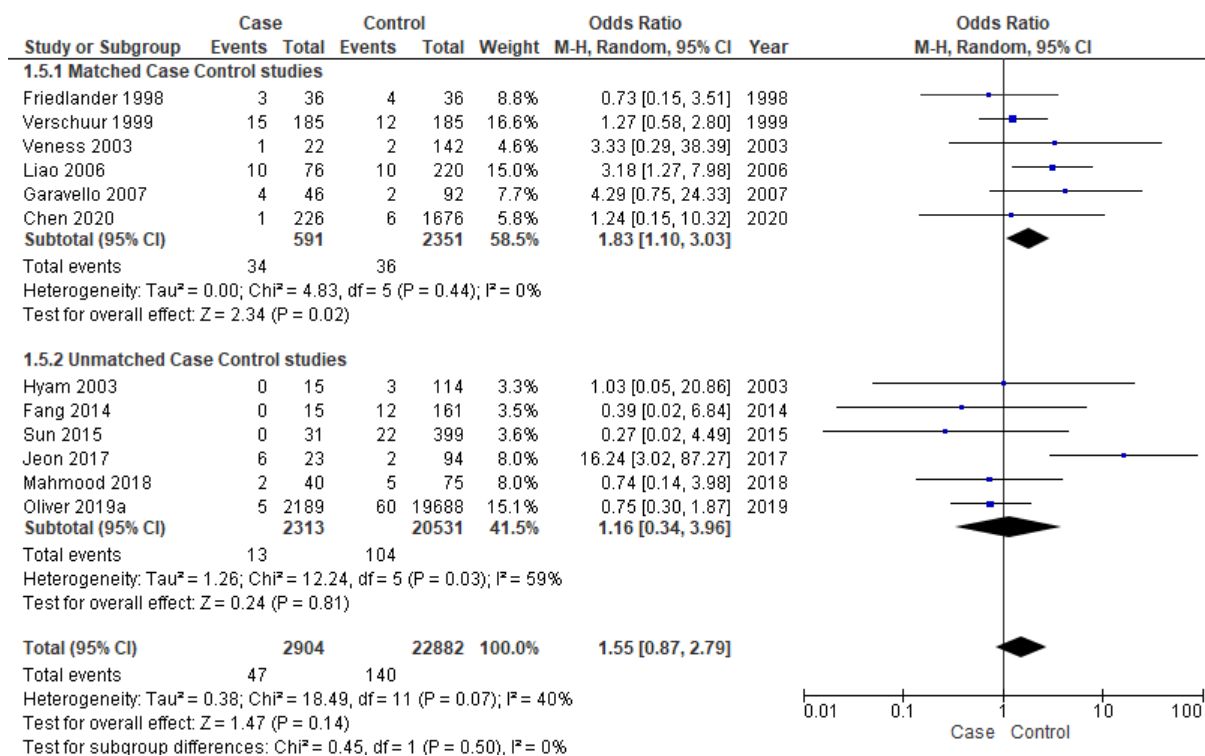 Case Control Odds Ratio Odds Ratio
Study or Subgroup Events Total Events Total Weight M-H, Random, 95% CI Year M-H, Random, 95% CI
1.5.1 Matched Case Control studies
Friedlander 1998 3 36 4 36 8.8% 0.73 [0.15, 3.51] 1998
Verschuur 1999 15 185 12 185 16.6% 1.27 [0.58, 2.80] 1999
Veness 2003 1 22 2 142 4.6% 3.33 [0.29, 38.39] 2003
Liao 2006 10 76 10 220 15.0% 3.18 [1.27, 7.98] 2006
Garavello 2007 4 46 2 92 7.7% 4.29 [0.75, 24.33] 2007
Chen 2020 1 226 6 1676 5.8% 1.24 [0.15, 10.32] 2020
Subtotal (95% CI) 591 2351 58.5% 1.83 [1.10, 3.03]
Total events 34 36
Heterogeneity: Tau² = 0.00; Chi² = 4.83, df = 5 (P = 0.44); I² = 0%
Test for overall effect: Z = 2.34 (P = 0.02)
1.5.2 Unmatched Case Control studies
Hyam 2003 0 15 3 114 3.3% 1.03 [0.05, 20.86] 2003
Fang 2014 0 15 12 161 3.5% 0.39 [0.02, 6.84] 2014
Sun 2015 0 31 22 399 3.6% 0.27 [0.02, 4.49] 2015
Jeon 2017 6 23 2 94 8.0% 16.24 [3.02, 87.27] 2017
Mahmood 2018 2 40 5 75 8.0% 0.74 [0.14, 3.98] 2018
Oliver 2019a 5 2189 60 19688 15.1% 0.75 [0.30, 1.87] 2019
Subtotal (95% CI) 2313 20531 41.5% 1.16 [0.34, 3.96]
Total events 13 104
Heterogeneity: Tau² = 1.26; Chi² = 12.24, df = 5 (P = 0.03); I² = 59%
Test for overall effect: Z = 0.24 (P = 0.81)
Total (95% CI) 2904 22882 100.0% 1.55 [0.87, 2.79]
Total events 47 140
Heterogeneity: Tau² = 0.38; Chi² = 18.49, df = 11 (P = 0.07); I² = 40%
Test for overall effect: Z = 1.47 (P = 0.14)
Test for subgroup differences: Chi² = 0.45, df = 1 (P = 0.50), I² = 0%
0.01 0.1 1 10 100
Case Control